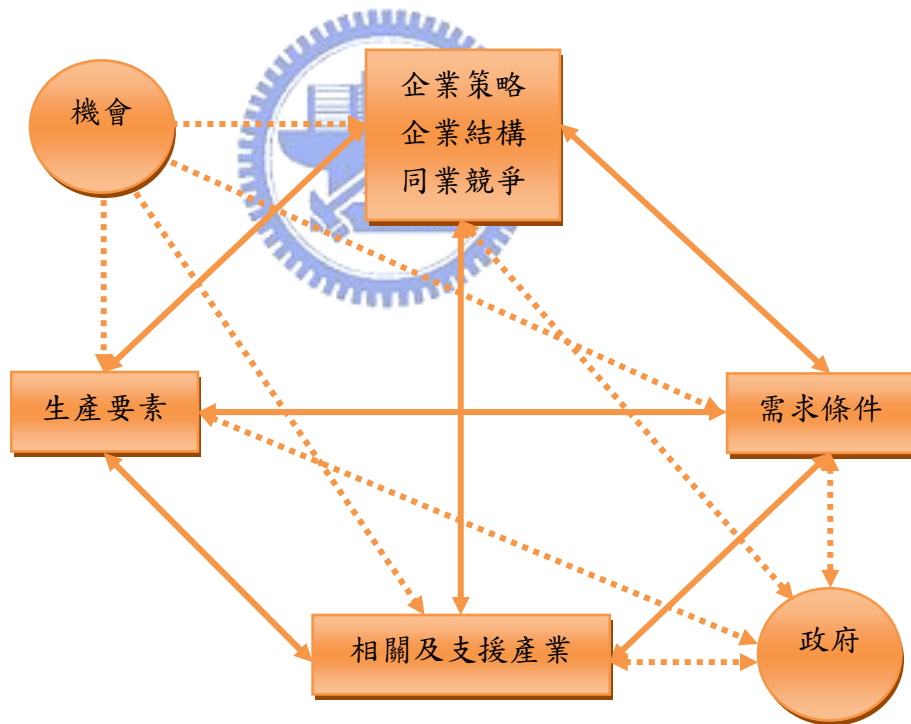 機會
企業策略
企業結構
同業競爭
生產要素
需求條件
相關及支援產業
政府